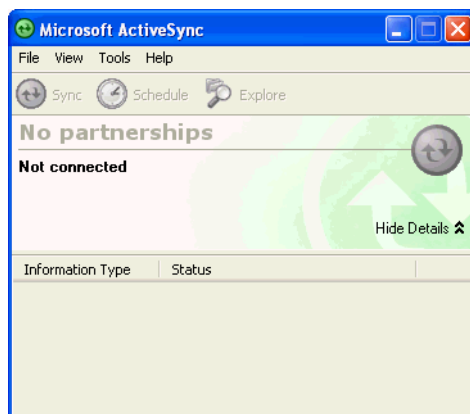 Microsoft ActiveSync
File View Tools Help
Sync Schedule Explore
No partnerships
Not connected
Hide Details
Information Type Status